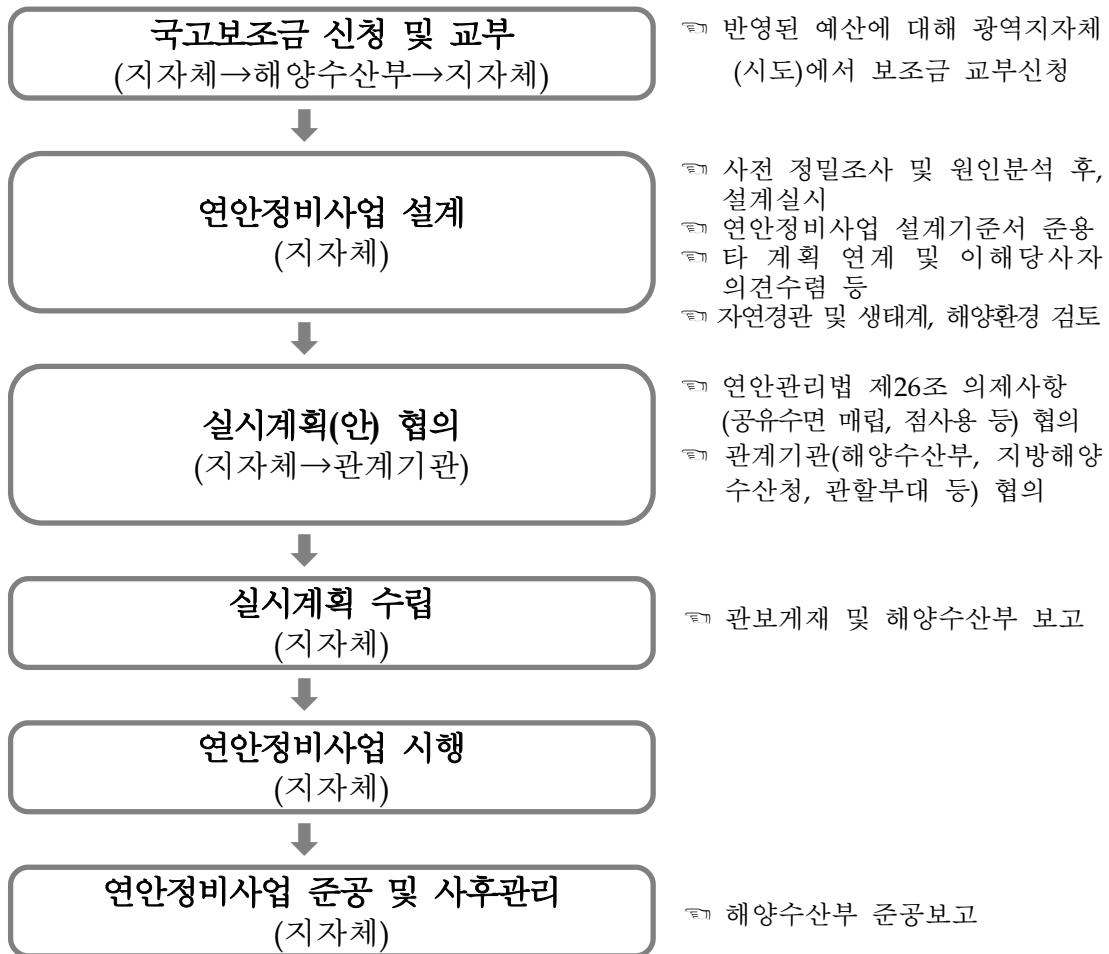 국고보조금 신청 및 교부
(지자체→해양수산부→지자체)
☜ 반영된 예산에 대해 광역지자체
(시도)에서 보조금 교부신청
연안정비사업 설계
(지자체)
☜ 사전 정밀조사 및 원인분석 후,
설계실시
☜ 연안정비사업 설계기준서 준용
☜ 타 계획 연계 및 이해당사자
의견수렴 등
☜ 자연경관 및 생태계, 해양환경 검토
실시계획(안) 협의
(지자체→관계기관)
☜ 연안관리법 제26조 의제사항
(공유수면 매립, 점사용 등) 협의
☜ 관계기관(해양수산부, 지방해양
수산청, 관할부대 등) 협의
실시계획 수립
(지자체)
☜ 관보게재 및 해양수산부 보고
연안정비사업 시행
(지자체)
연안정비사업 준공 및 사후관리
(지자체)
☜ 해양수산부 준공보고